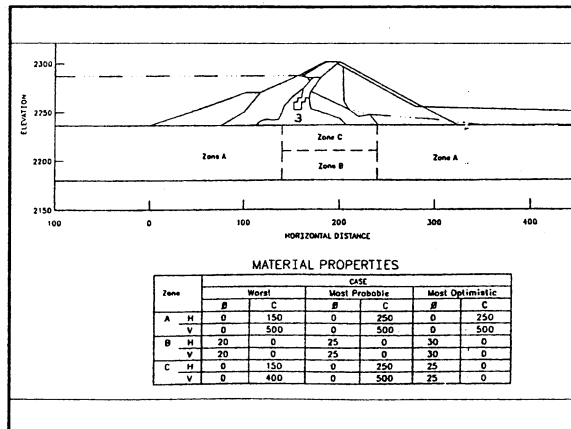 2300
2750
2200
2150
ELEVATION
3
Zone C
Zone A
Zone B
Zone A
100
0
100
200
300
400
HORIZONTAL DISTANCE
MATERIAL PROPERTIES
Zone
CASE
Worst Most Probable Most Optimistic
Ø C Ø C Ø C
A H 0 150 0 250 0 250
V 0 500 0 500 0 500
B H 20 0 25 0 30 0
V 20 0 25 0 30 0
C H 0 150 0 250 25 0
V 0 400 0 500 25 0